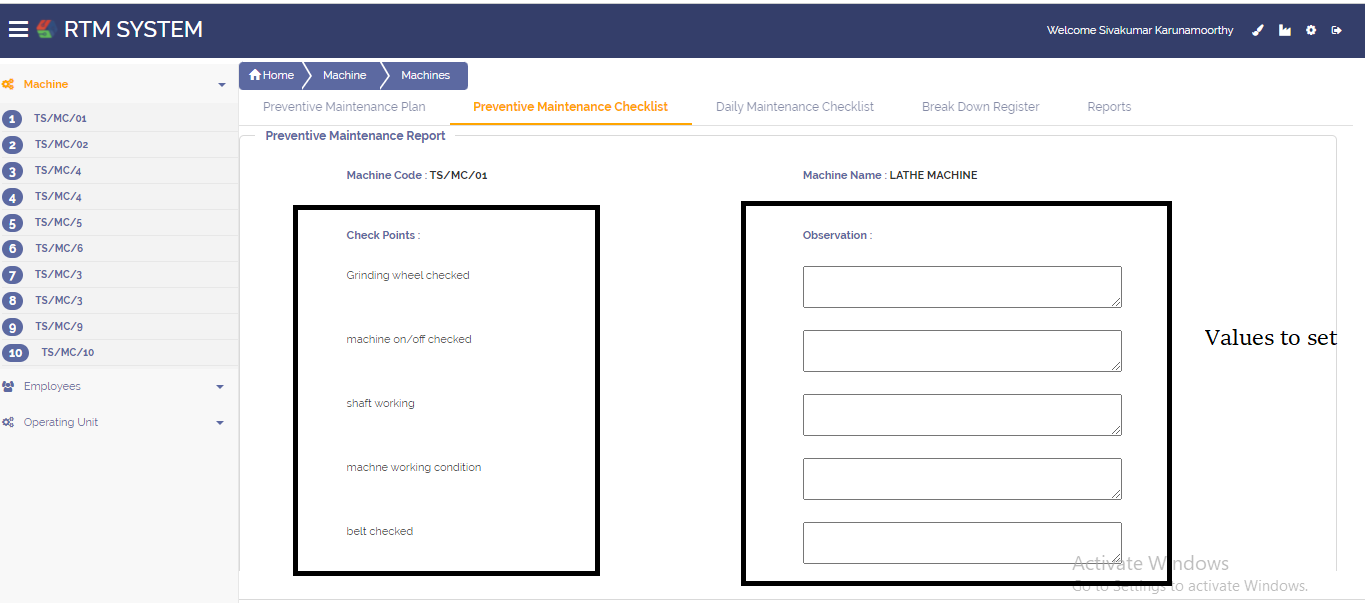 RTM SYSTEM
Welcome Sivakumar Karunamoorthy
Machine
1 TS/MC/01
2 TS/MC/02
3 TS/MC/4
4 TS/MC/4
5 TS/MC/5
6 TS/MC/6
7 TS/MC/3
8 TS/MC/3
9 TS/MC/9
10 TS/MC/10
Employees
Operating Unit
Home Machine Machines
Preventive Maintenance Plan Preventive Maintenance Checklist Daily Maintenance Checklist Break Down Register Reports
Preventive Maintenance Report
Machine Code : TS/MC/01 Machine Name : LATHE MACHINE
Check Points : Observation :
Grinding wheel checked
machine on/off checked
Values to set
shaft working
machne working condition
belt checked
Activate Windows
Go to Settings to activate Windows.